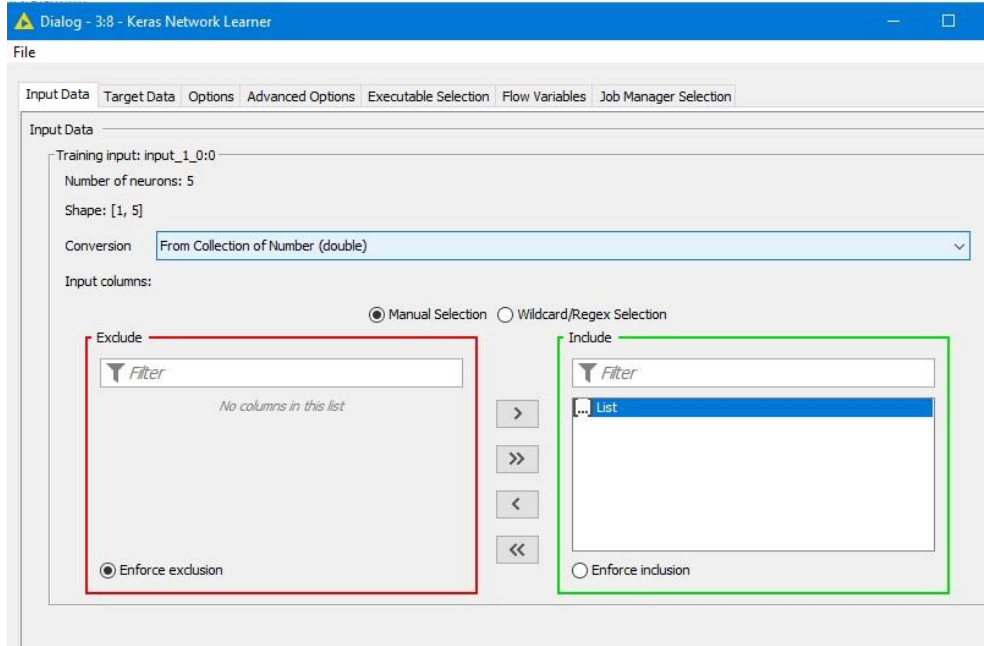 Dialog - 3:8 - Keras Network Learner
File
Input Data Target Data Options Advanced Options Executable Selection Flow Variables Job Manager Selection
Input Data
Training input: input_1_0:0
Number of neurons: 5
Shape: [1, 5]
Conversion From Collection of Number (double)
Input columns:
Manual Selection Wildcard/Regex Selection
Exclude Include
Filter Filter
No columns in this list [...] List
>
>>
<
<<
Enforce exclusion Enforce inclusion